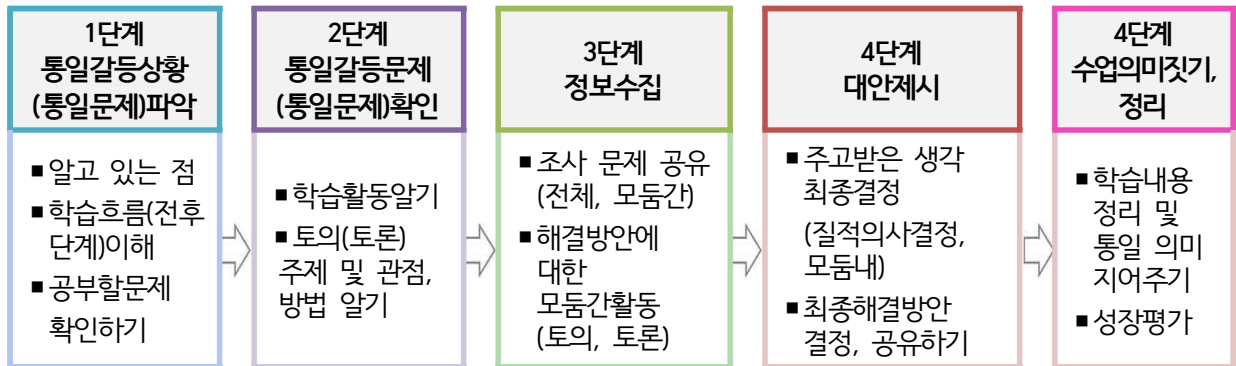 1단계
통일갈등상황
(통일문제)파악
■알고 있는 점
■학습흐름(전후
단계)이해
■공부할문제
확인하기
2단계
통일갈등문제
(통일문제)확인
■학습활동알기
■토의(토론)
주제 및 관점,
방법 알기
3단계
정보수집
■조사 문제 공유
(전체, 모둠간)
■해결방안에
대한
모둠간활동
(토의, 토론)
4단계
대안제시
■주고받은 생각
최종결정
(질적의사결정,
모둠내)
■최종해결방안
결정, 공유하기
4단계
수업의미짓기,
정리
■학습내용
정리 및
통일 의미
지어주기
■성장평가